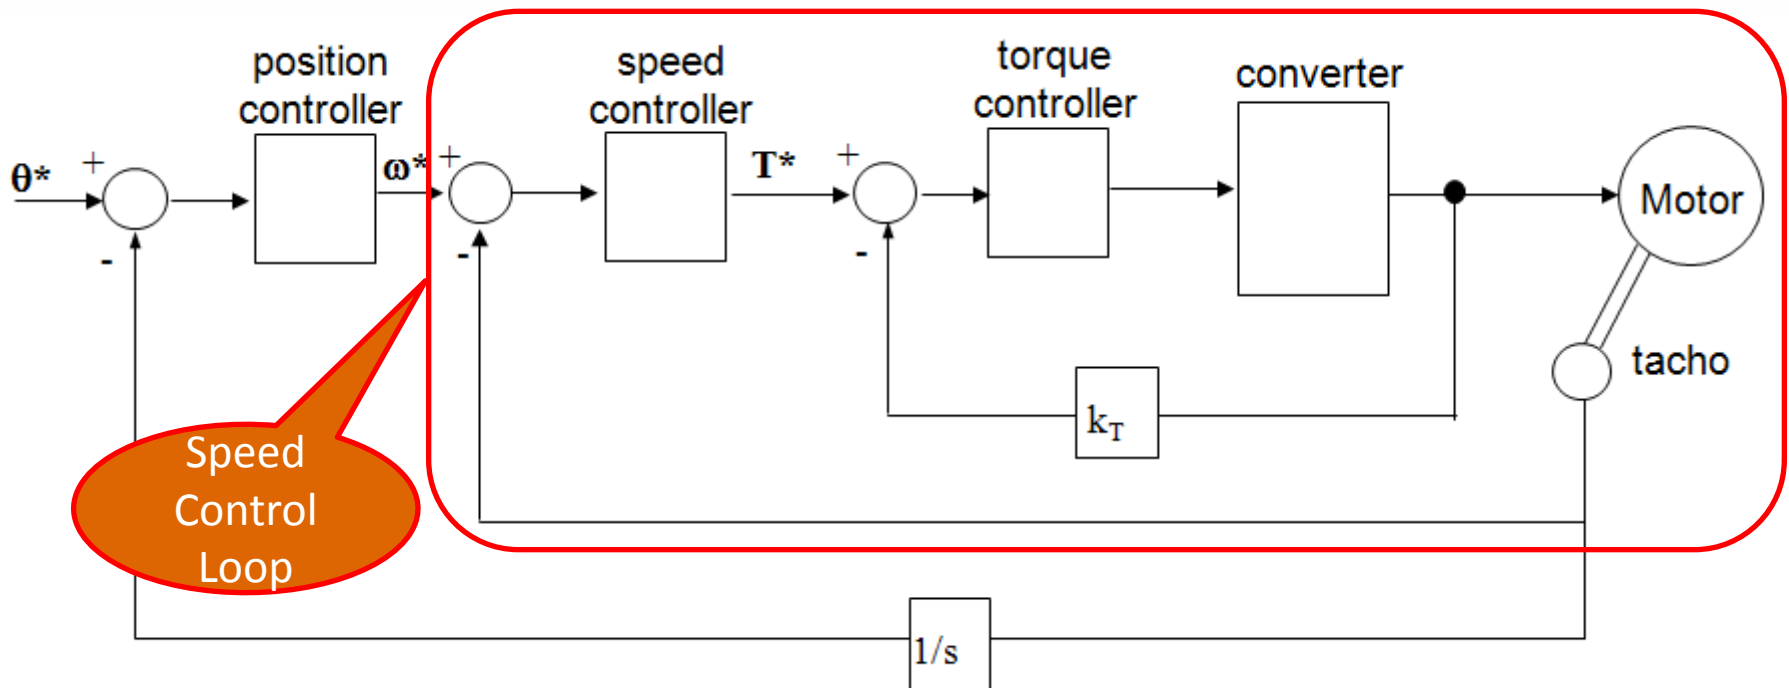 position
controller
speed
controller
torque
controller
converter
θ*
+
-
ω*
+
-
T*
+
-
Motor
tacho
k_T
Speed
Control
Loop
1/s